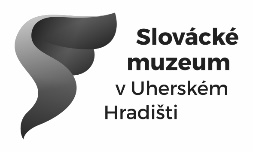 Slovácké
muzeum
v Uherském
Hradišti